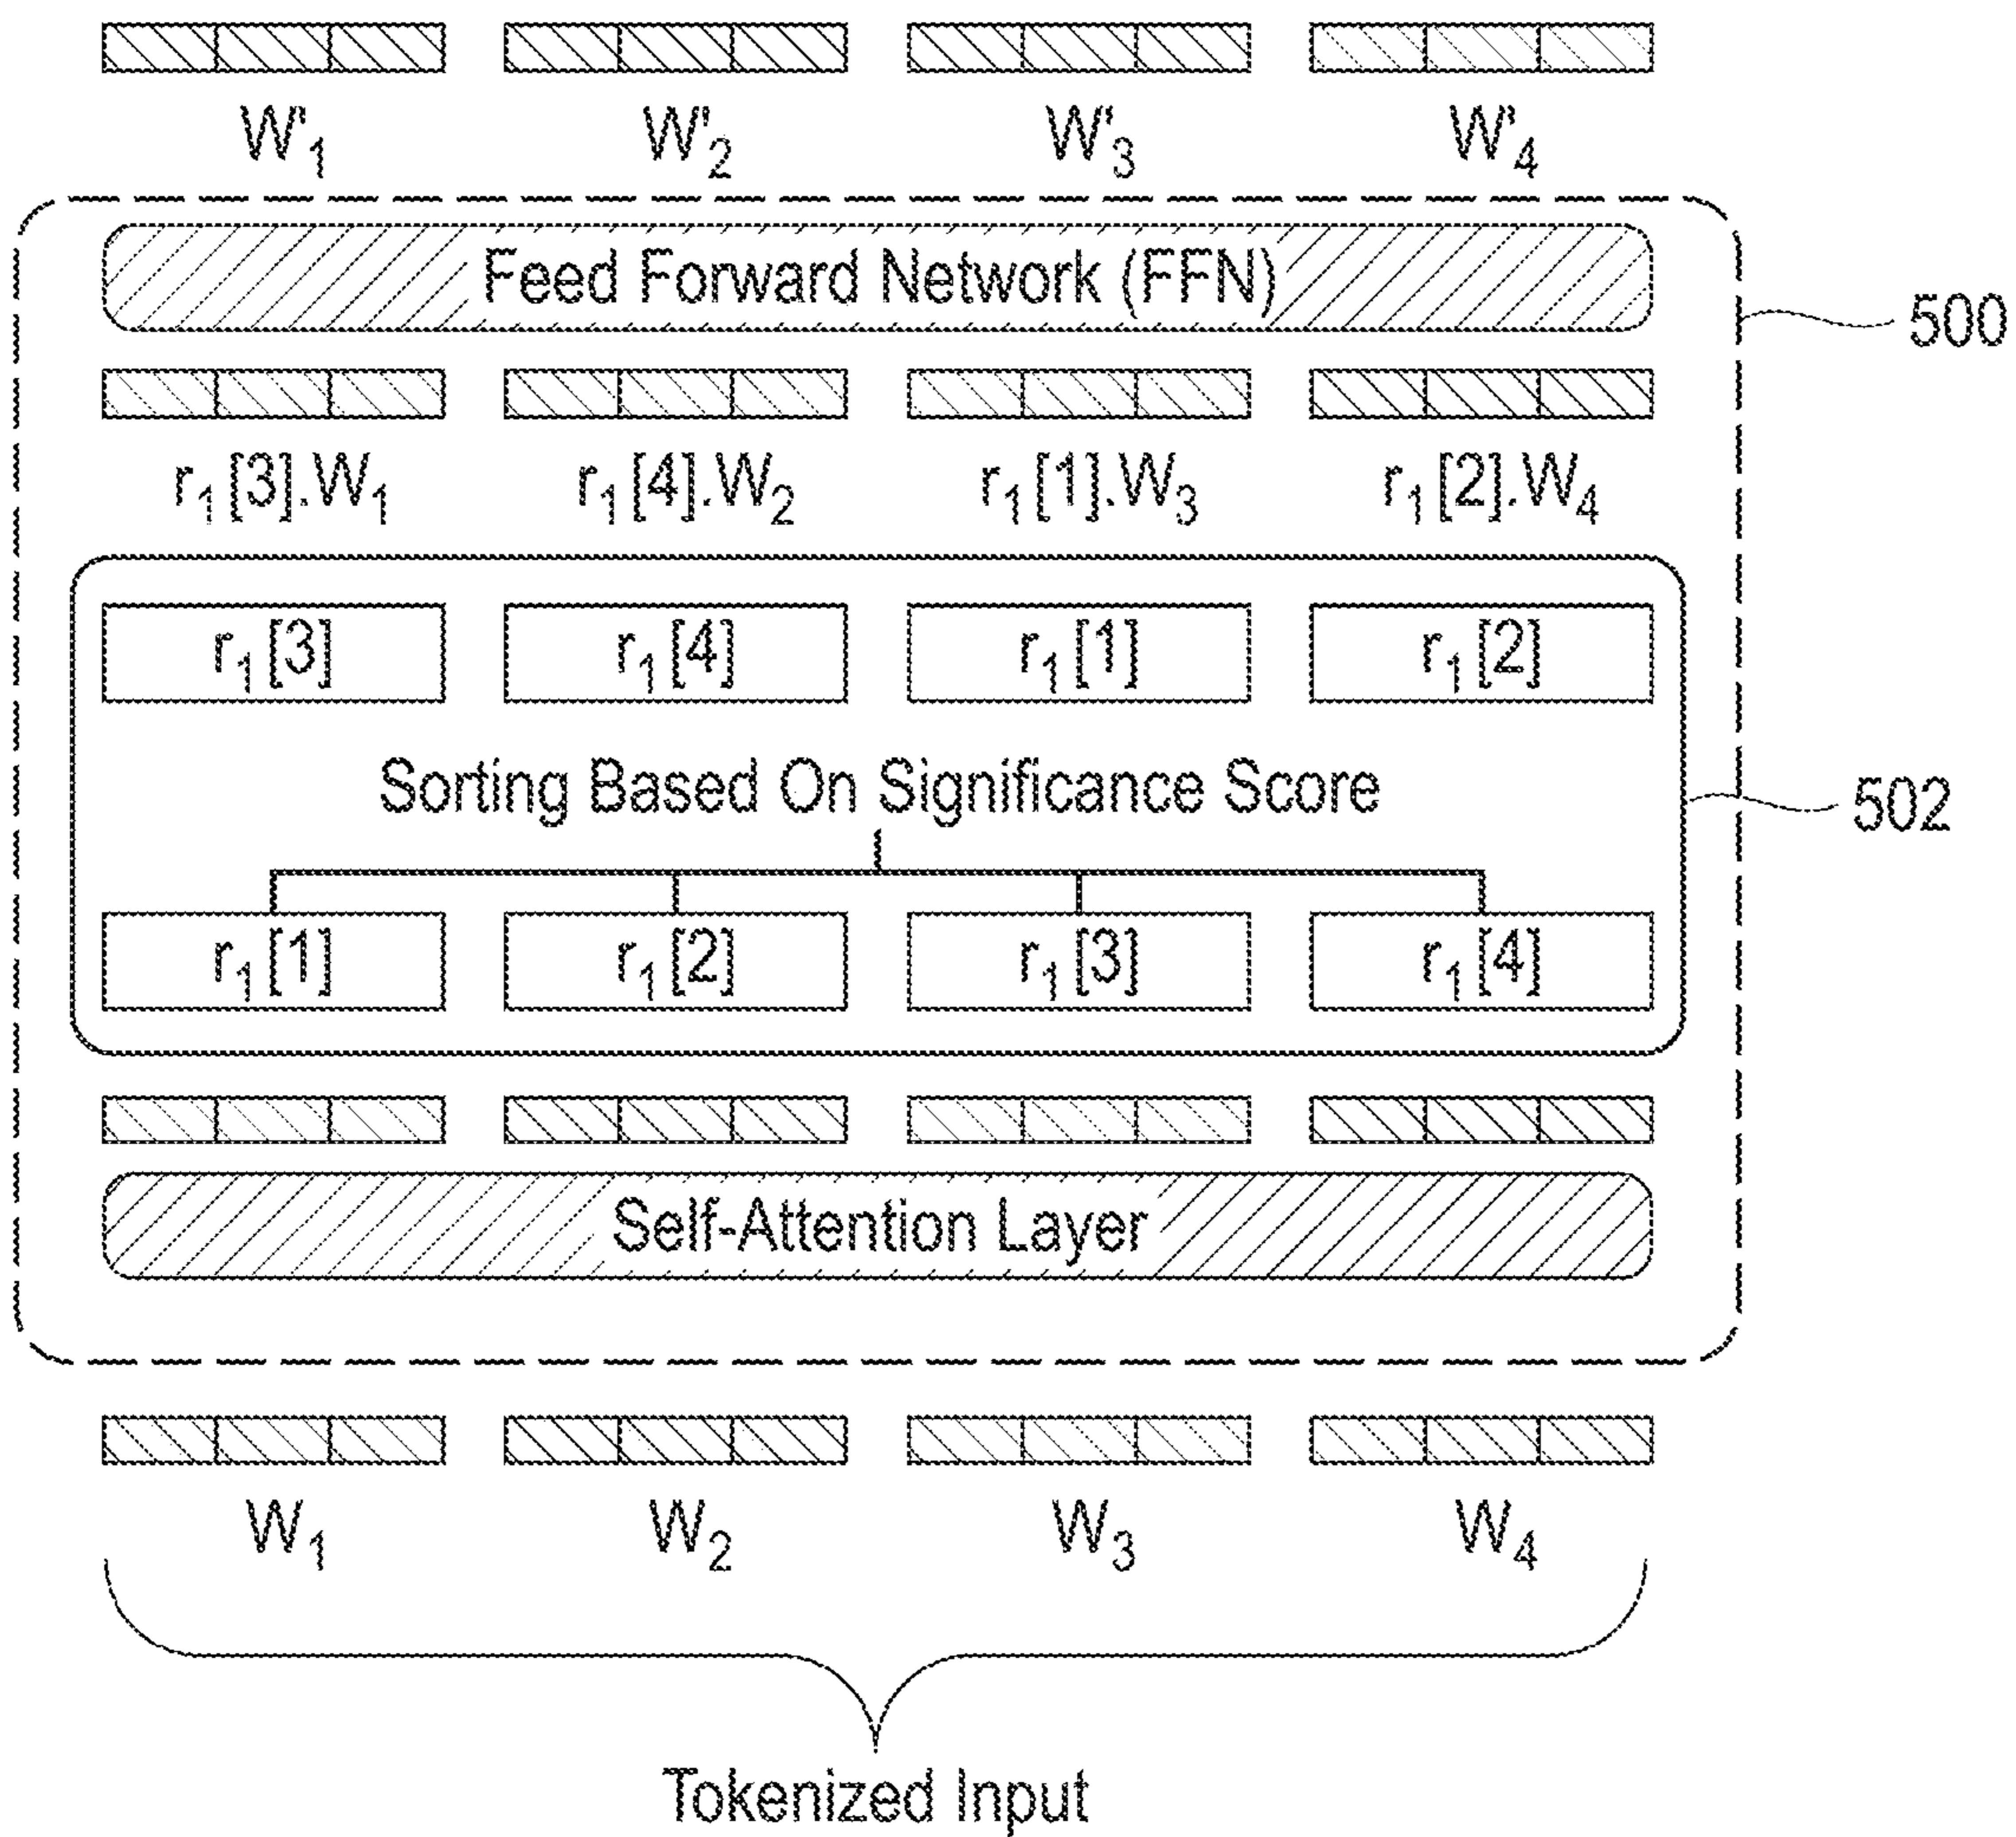 W'1 W'2 W'3 W'4
Feed Forward Network (FFN)
500
r1[3].W1 r1[4].W2 r1[1].W3 r1[2].W4
r1[3] r1[4] r1[1] r1[2]
Sorting Based On Significance Score
502
r1[1] r1[2] r1[3] r1[4]
Self-Attention Layer
W1 W2 W3 W4
Tokenized Input